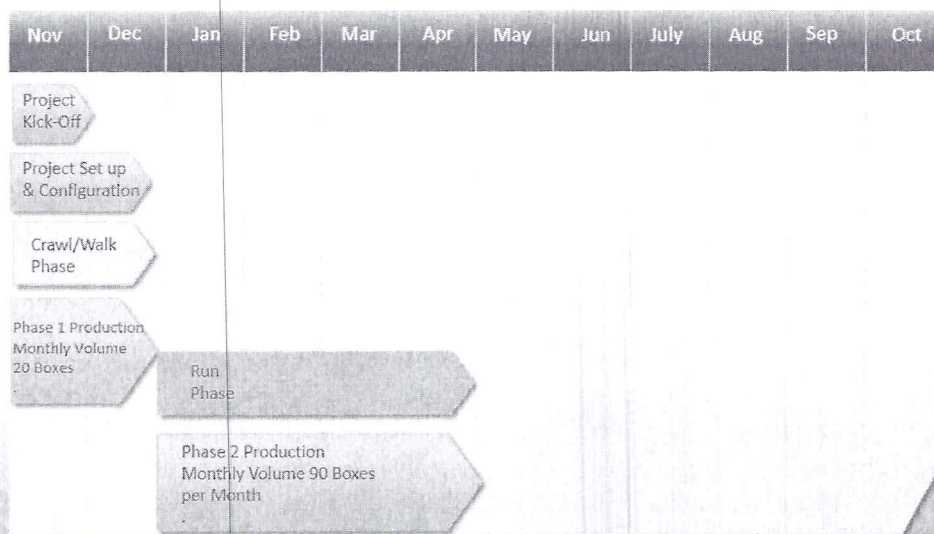 Nov Dec Jan Feb Mar Apr May Jun July Aug Sep Oct
Project
Kick-Off
Project Set up
& Configuration
Crawl/Walk
Phase
Phase 1 Production
Monthly Volume
20 Boxes
.
Run
Phase
Phase 2 Production
Monthly Volume 90 Boxes
per Month
.